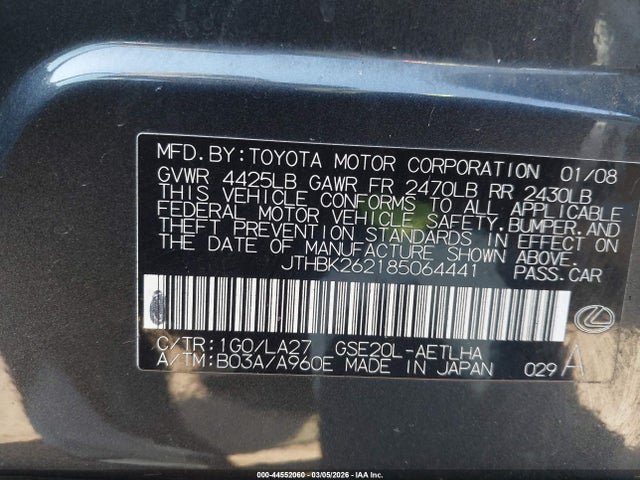 MFD.BY:TOYOTA MOTOR CORPORATION 01/08
GVWR 4425LB GAWR FR 2470LB RR 2430LB
THIS VEHICLE CONFORMS TO ALL APPLICABLE
FEDERAL MOTOR VEHICLE SAFETY,BUMPER,AND
THEFT PREVENTION STANDARDS IN EFFECT ON
THE DATE OF MANUFACTURE SHOWN ABOVE.
JTHBK262185064441 PASS.CAR
C/TR:1G0/LA27 GSE20L-AETLHA
A/TM:B03A/A960E MADE IN JAPAN 029 A
000-44552060 | 03/05/2026 - IAA Inc.